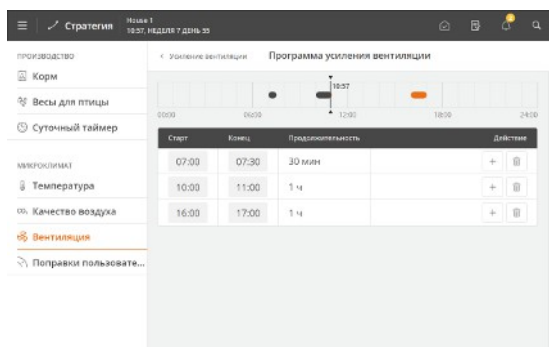 Стратегия
House 1
10:57, НЕДЕЛЯ 7 ДЕНЬ 55
ПРОИЗВОДСТВО
Корм
Весы для птицы
Суточный таймер
МИКРОКЛИМАТ
Температура
Качество воздуха
Вентиляция
Поправки пользовате...
< Усиление вентиляции Программа усиления вентиляции
10:57
00:00 06:00 12:00 18:00 24:00
Старт Конец Продолжительность Действие
07:00 07:30 30 мин
10:00 11:00 1 ч
16:00 17:00 1 ч